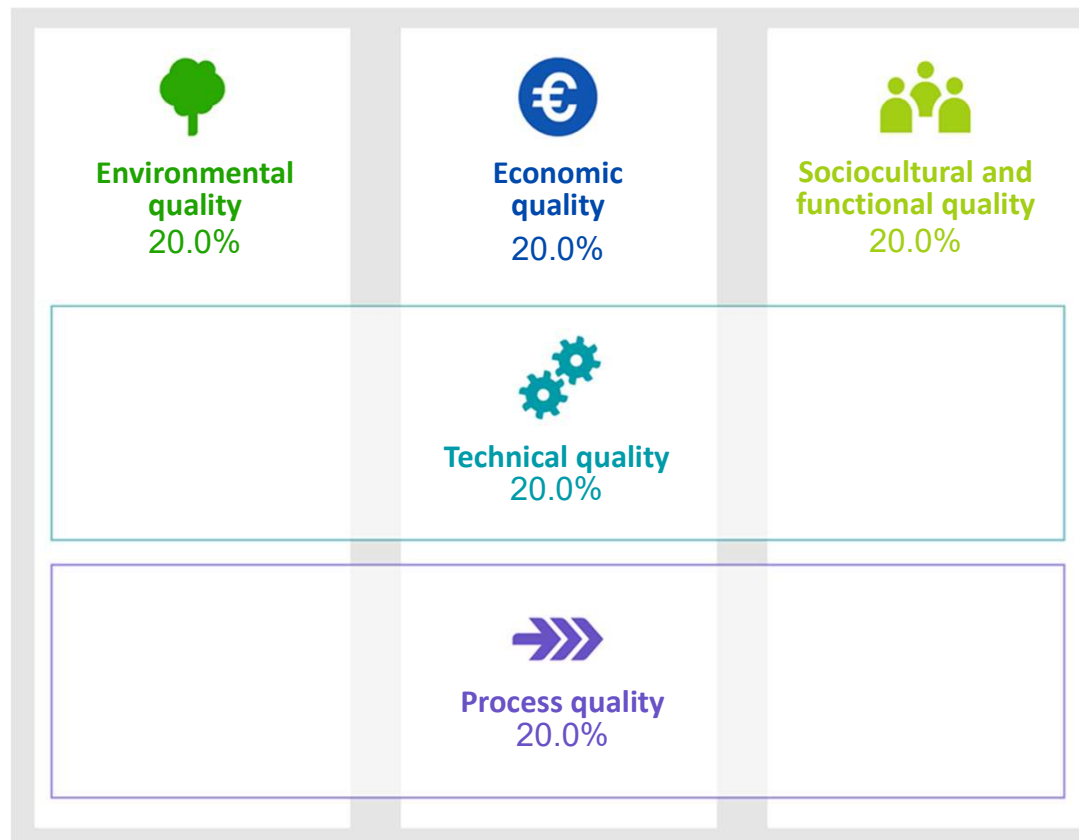 Environmental
quality
20.0%
Economic
quality
20.0%
Sociocultural and
functional quality
20.0%
Technical quality
20.0%
Process quality
20.0%